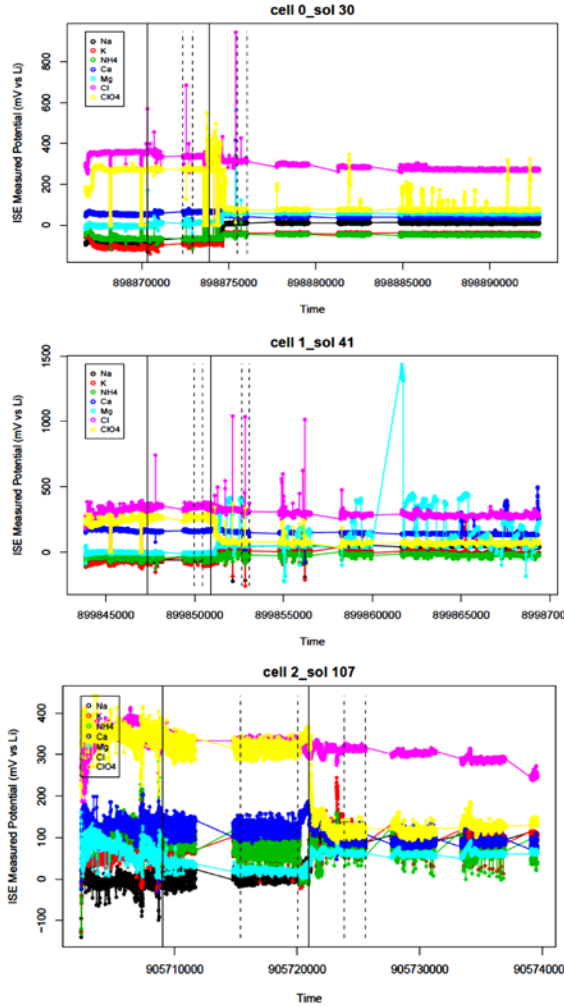 cell 0_sol 30
ISE Measured Potential (mV vs Li)
800
600
400
200
0
Na
K
NH4
Ca
Mg
Cl
ClO4
898870000 898875000 898880000 898885000 898890000
Time
cell 1_sol 41
ISE Measured Potential (mV vs Li)
1500
1000
500
0
Na
K
NH4
Ca
Mg
Cl
ClO4
899845000 899850000 899855000 899860000 899865000 8998700
Time
cell 2_sol 107
ISE Measured Potential (mV vs Li)
400
300
200
100
0
−100
Na
K
NH4
Ca
Mg
Cl
ClO4
905710000 905720000 905730000 90574000
Time